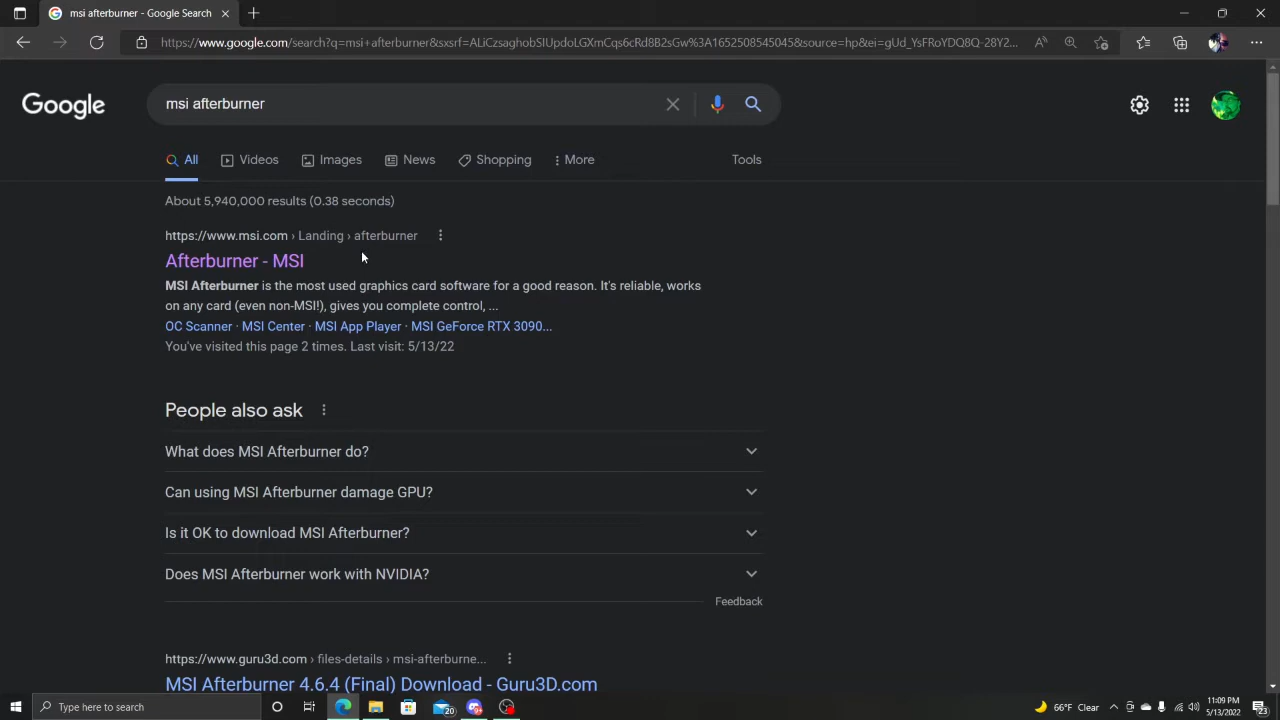 msi afterburner - Google Search
https://www.google.com/search?q=msi+afterburner&sxsrf=ALiCzsaghobSIUpdoLGXmCqs6cRd8B2sGw%3A1652508545045&source=hp&ei=gUd_YsFRoYDQ8Q-28Y2...
Google
msi afterburner
All
Videos
Images
News
Shopping
More
Tools
About 5,940,000 results (0.38 seconds)
https://www.msi.com › Landing › afterburner
Afterburner - MSI
MSI Afterburner is the most used graphics card software for a good reason. It's reliable, works
on any card (even non-MSI!), gives you complete control, ...
OC Scanner · MSI Center · MSI App Player · MSI GeForce RTX 3090...
You've visited this page 2 times. Last visit: 5/13/22
People also ask
What does MSI Afterburner do?
Can using MSI Afterburner damage GPU?
Is it OK to download MSI Afterburner?
Does MSI Afterburner work with NVIDIA?
Feedback
https://www.guru3d.com › files-details › msi-afterburne...
MSI Afterburner 4.6.4 (Final) Download - Guru3D.com
Type here to search
20
66°F Clear
11:09 PM
5/13/2022
23